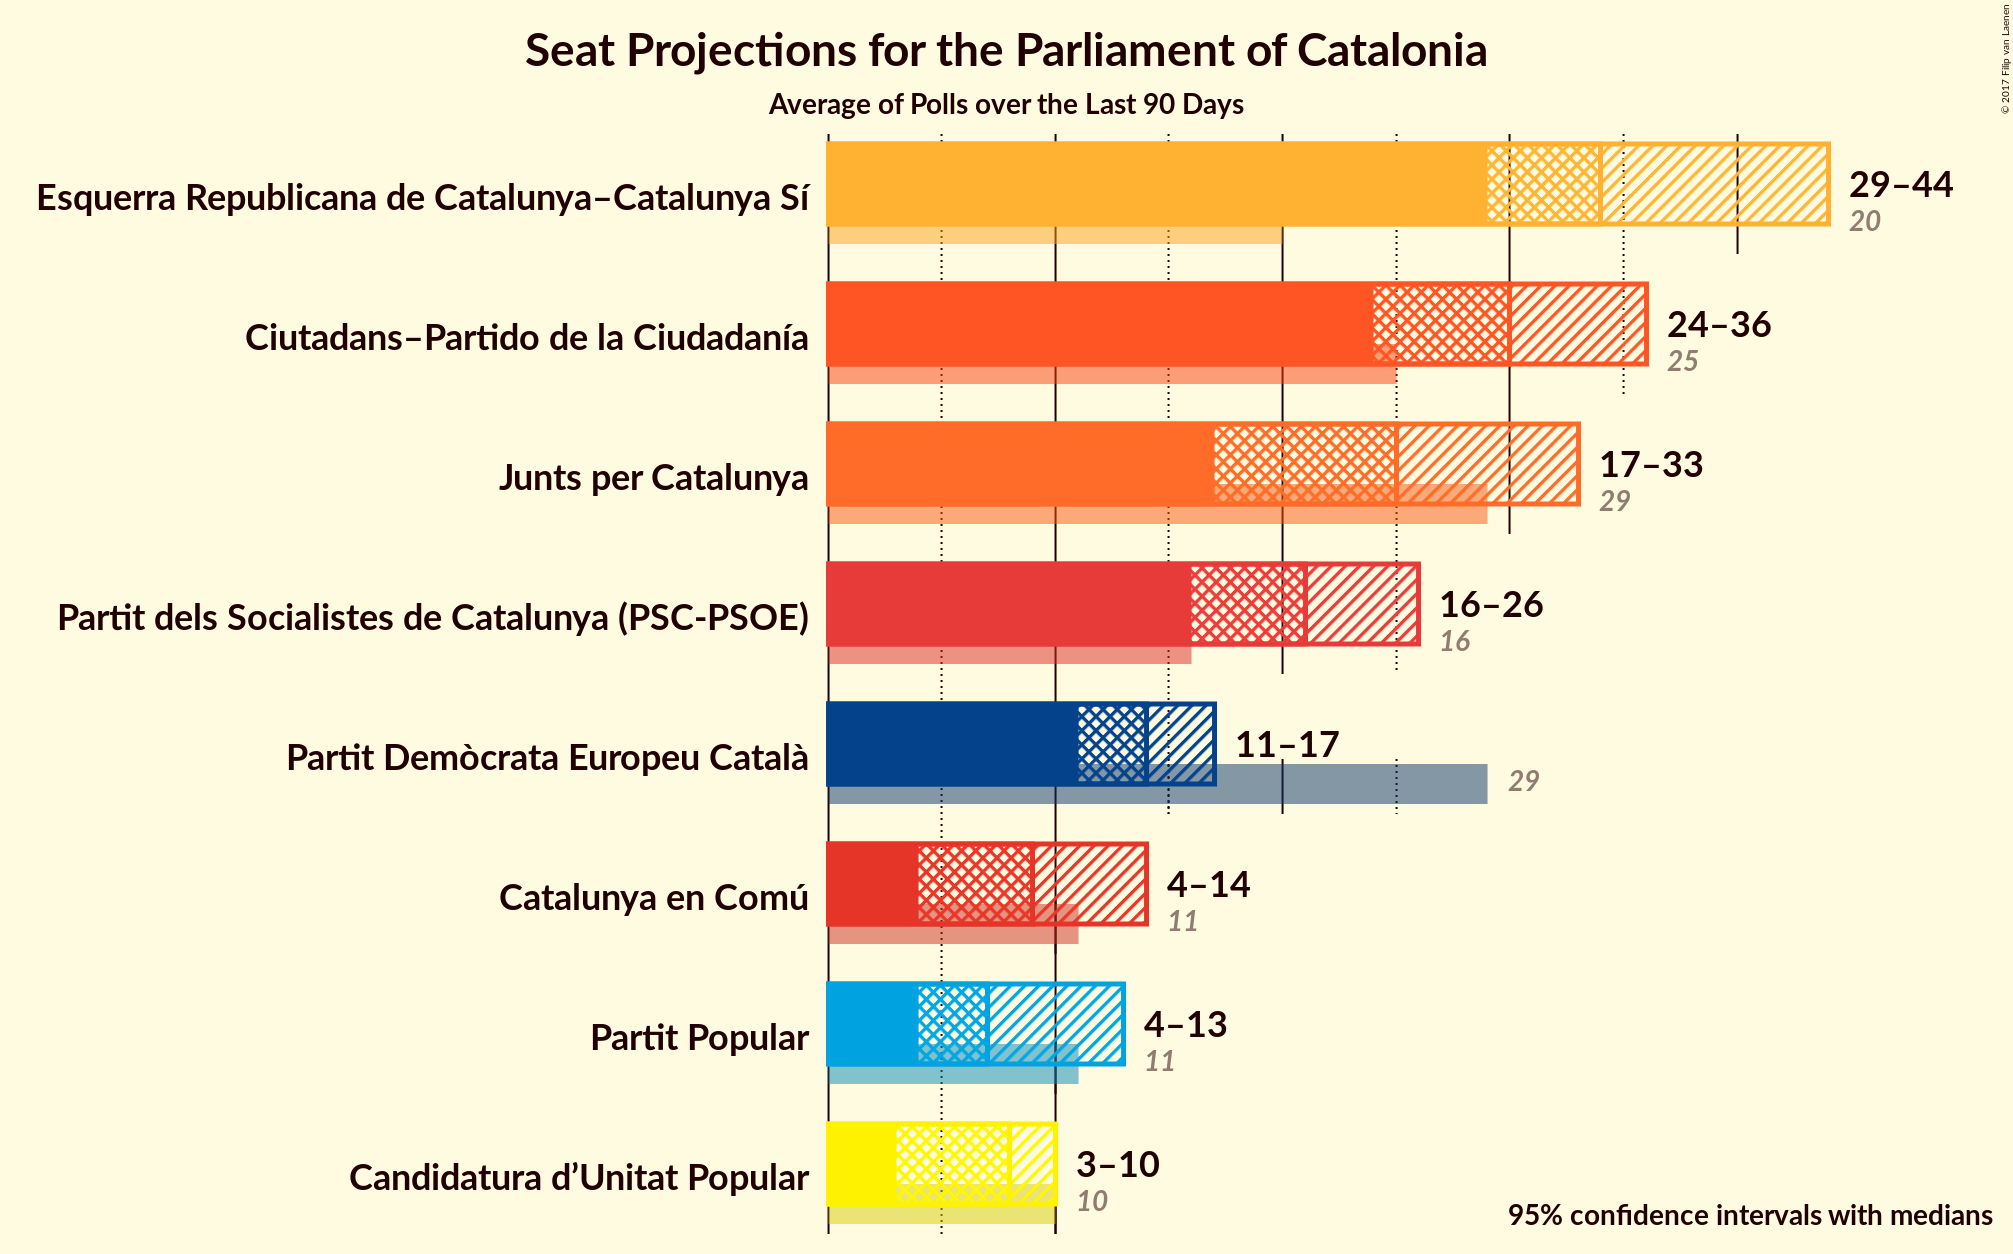 Seat Projections for the Parliament of Catalonia
Average of Polls over the Last 90 Days
© 2017 Filip van Laenen
Esquerra Republicana de Catalunya–Catalunya Sí
29–44
20
Ciutadans–Partido de la Ciudadanía
24–36
25
Junts per Catalunya
17–33
29
Partit dels Socialistes de Catalunya (PSC-PSOE)
16–26
16
Partit Demòcrata Europeu Català
11–17
29
Catalunya en Comú
4–14
11
Partit Popular
4–13
11
Candidatura d’Unitat Popular
3–10
10
95% confidence intervals with medians